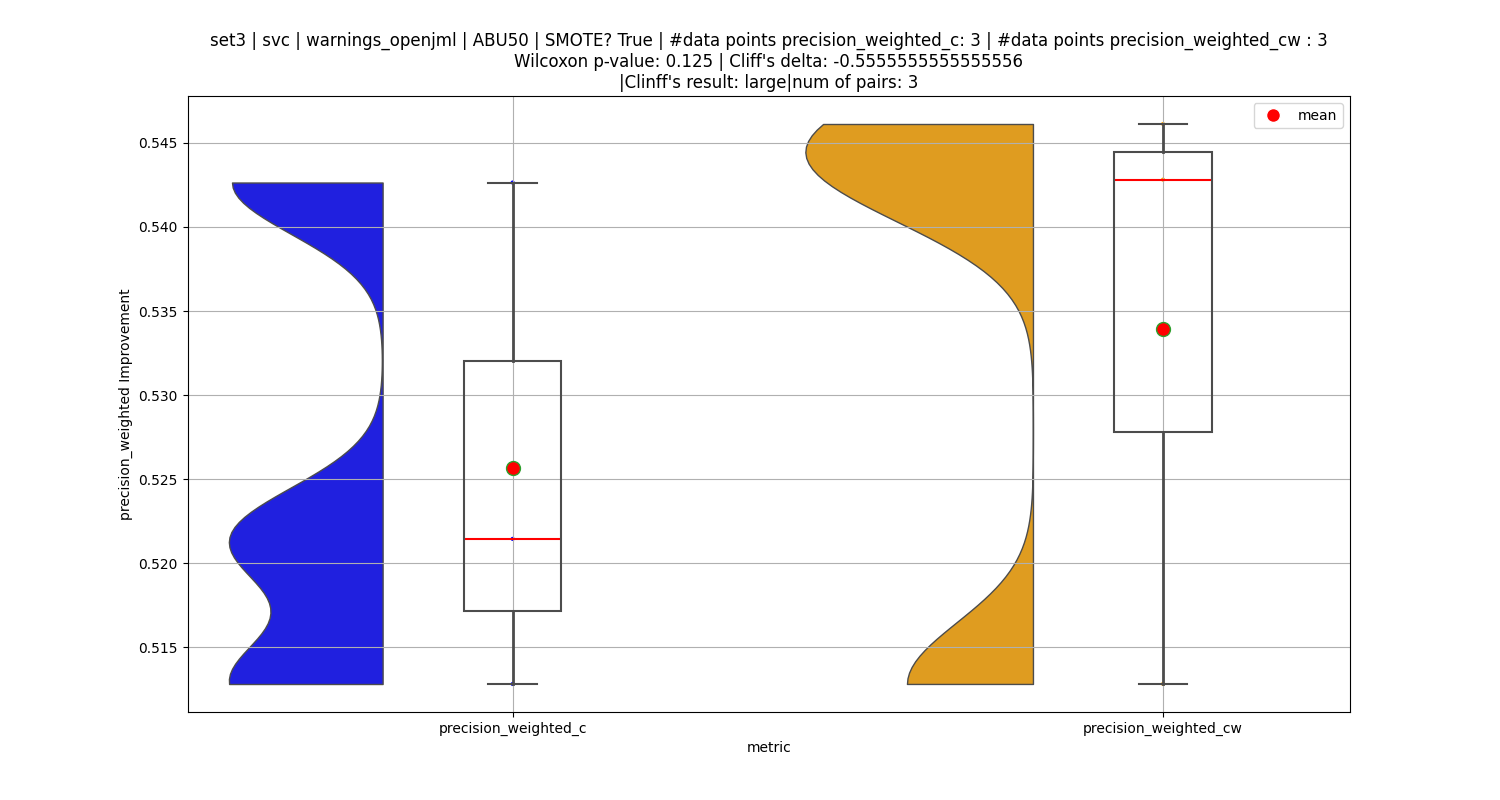 set3 | svc | warnings_openjml | ABU50 | SMOTE? True | #data points precision_weighted_c: 3 | #data points precision_weighted_cw : 3
Wilcoxon p-value: 0.125 | Cliff's delta: -0.5555555555555556
|Clinff's result: large|num of pairs: 3
mean
0.545
0.540
0.535
0.530
0.525
0.520
0.515
precision_weighted Improvement
precision_weighted_c
precision_weighted_cw
metric